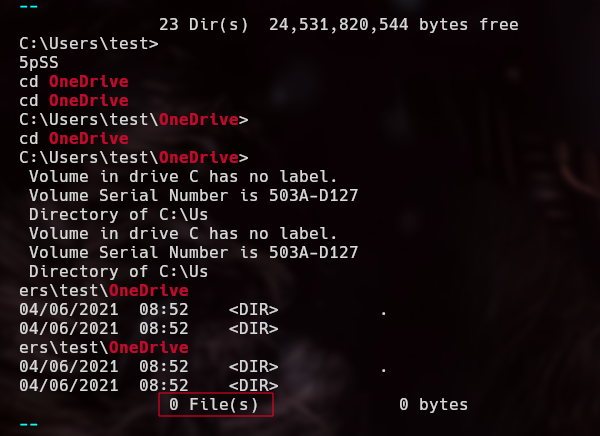 --
23 Dir(s)  24,531,820,544 bytes free
C:\Users\test>
5pSS
cd OneDrive
cd OneDrive
C:\Users\test\OneDrive>
cd OneDrive
C:\Users\test\OneDrive>
 Volume in drive C has no label.
 Volume Serial Number is 503A-D127
 Directory of C:\Us
 Volume in drive C has no label.
 Volume Serial Number is 503A-D127
 Directory of C:\Us
ers\test\OneDrive
04/06/2021  08:52    <DIR>          .
04/06/2021  08:52    <DIR>
ers\test\OneDrive
04/06/2021  08:52    <DIR>          .
04/06/2021  08:52    <DIR>
0 File(s)              0 bytes
--